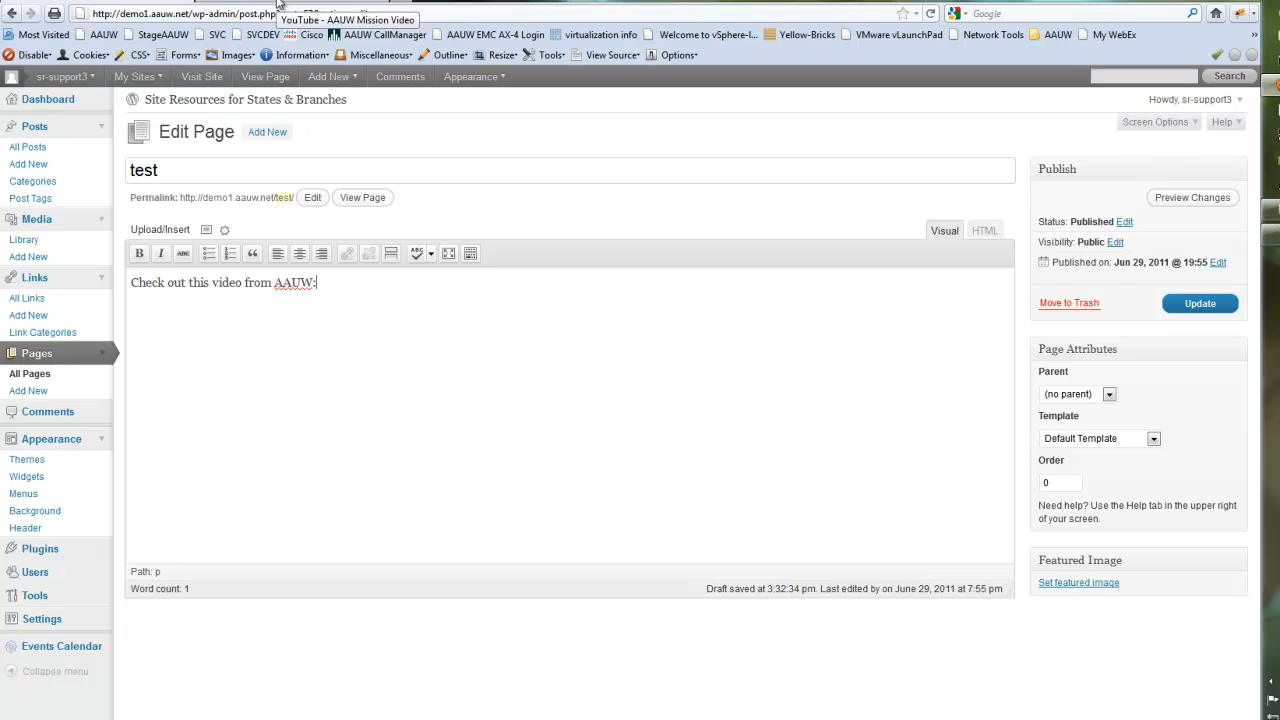 http://demo1.aauw.net/wp-admin/post.php
YouTube - AAUW Mission Video
Google
Most Visited AAUW StageAAUW SVC SVCDEV Cisco AAUW CallManager AAUW EMC AX-4 Login virtualization info Welcome to vSphere-I... Yellow-Bricks VMware vLaunchPad Network Tools AAUW My WebEx
Disable Cookies CSS Forms Images Information Miscellaneous Outline Resize Tools View Source Options
sr-support3 My Sites Visit Site View Page Add New Comments Appearance Search
Dashboard
Site Resources for States & Branches
Howdy, sr-support3
Posts
All Posts
Add New
Categories
Post Tags
Media
Library
Add New
Links
All Links
Add New
Link Categories
Pages
All Pages
Add New
Comments
Appearance
Themes
Widgets
Menus
Background
Header
Plugins
Users
Tools
Settings
Events Calendar
Collapse menu
Edit Page Add New
Screen Options Help
test
Permalink: http://demo1.aauw.net/test/ Edit View Page
Upload/Insert
Visual HTML
B I ABC ABC
Check out this video from AAUW:
Path: p
Word count: 1
Draft saved at 3:32:34 pm. Last edited by on June 29, 2011 at 7:55 pm
Publish
Preview Changes
Status: Published Edit
Visibility: Public Edit
Published on: Jun 29, 2011 @ 19:55 Edit
Move to Trash Update
Page Attributes
Parent
(no parent)
Template
Default Template
Order
0
Need help? Use the Help tab in the upper right
of your screen.
Featured Image
Set featured image